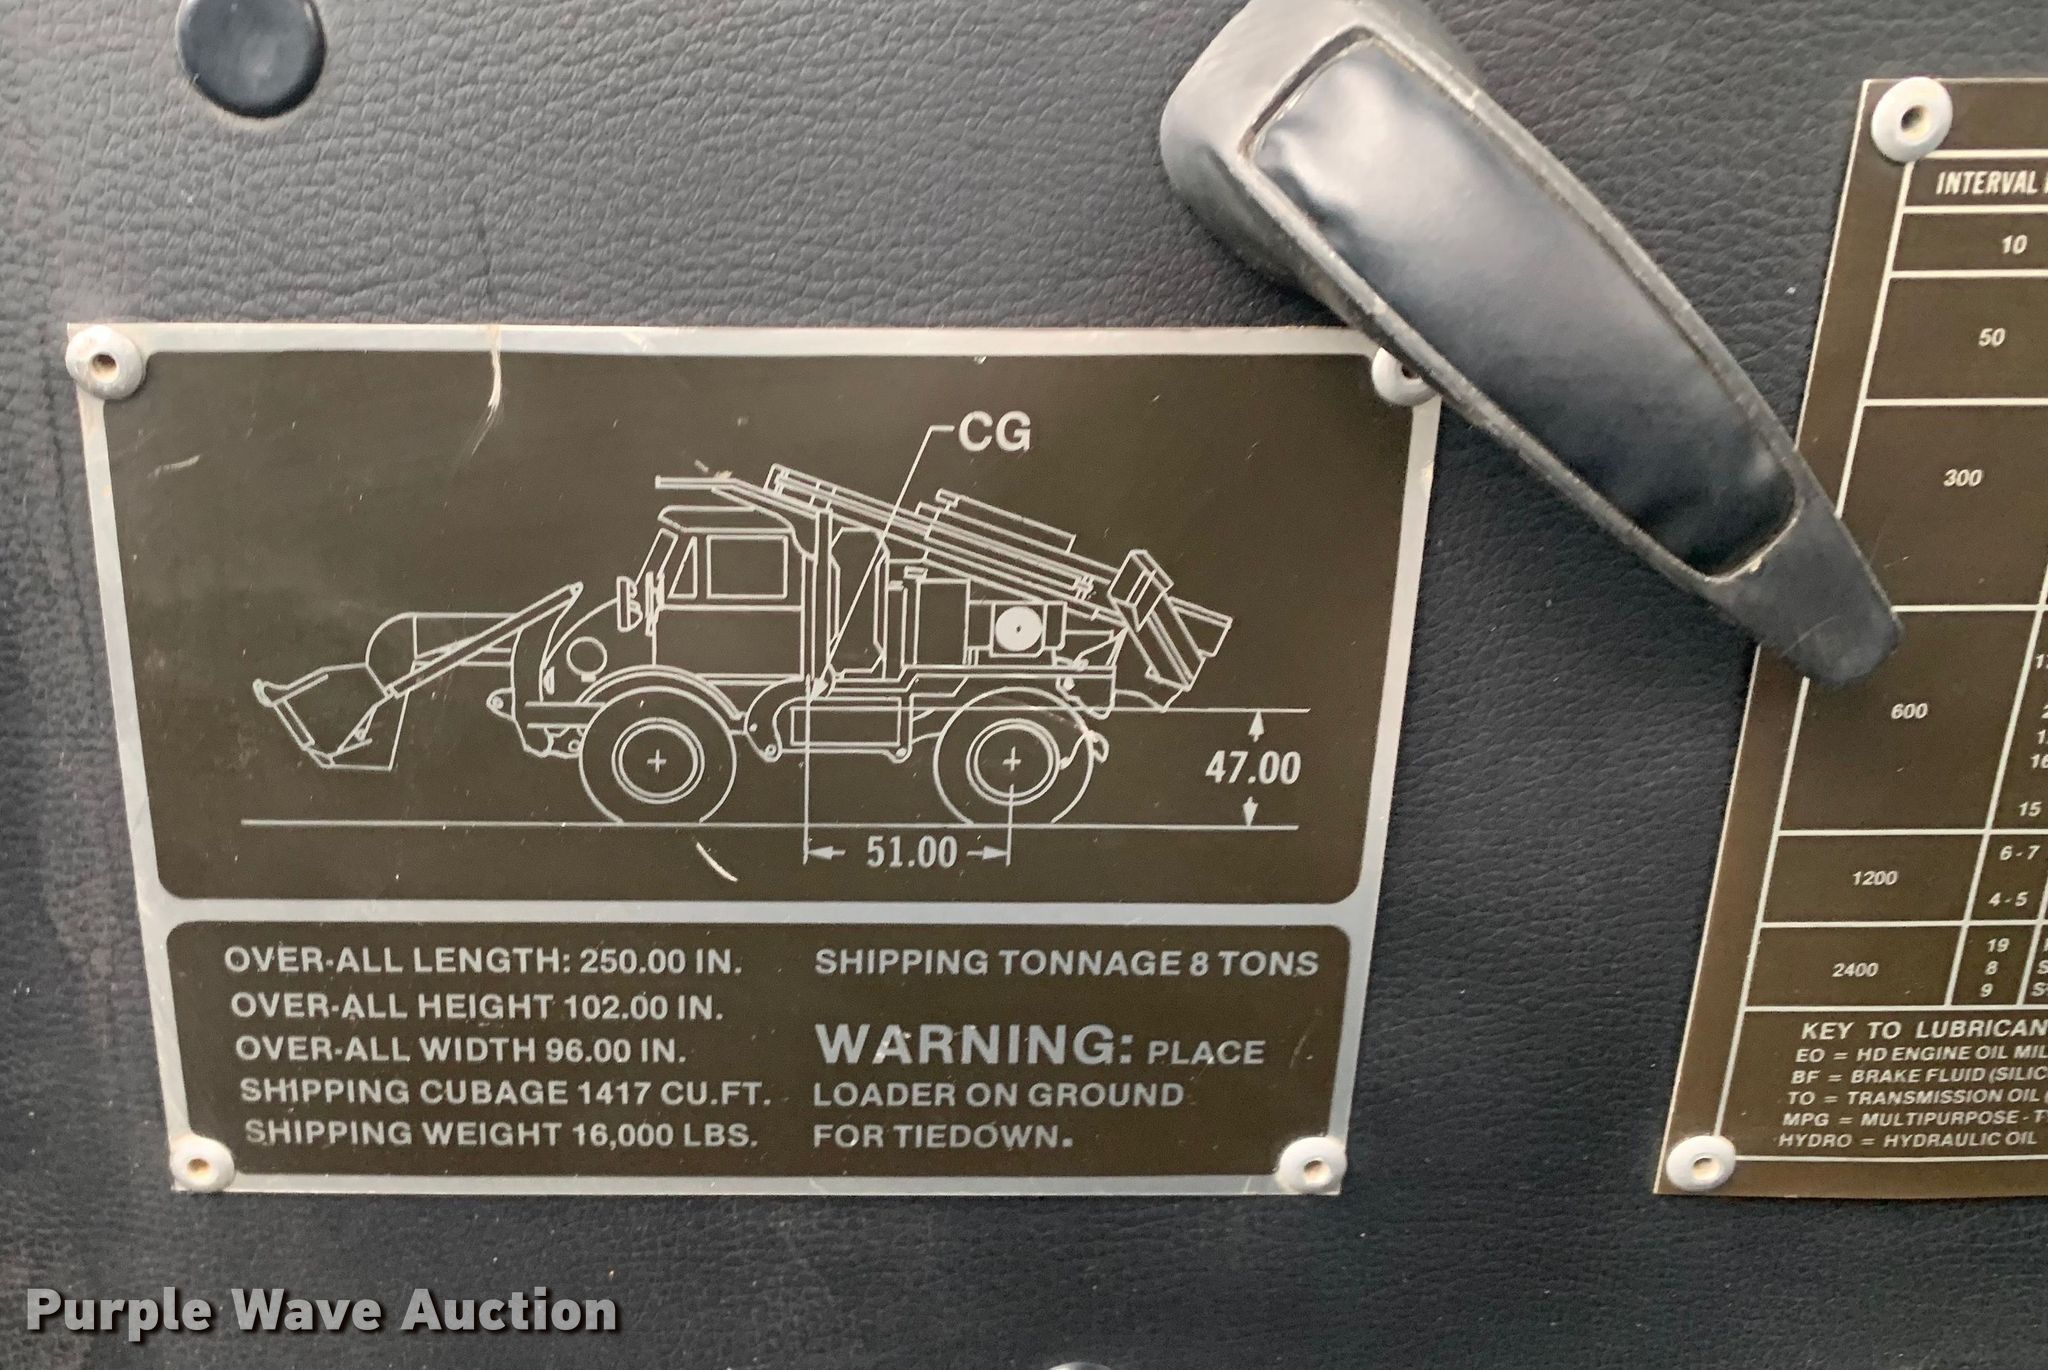 CG
47.00
51.00
OVER-ALL LENGTH: 250.00 IN.
OVER-ALL HEIGHT 102.00 IN.
OVER-ALL WIDTH 96.00 IN.
SHIPPING CUBAGE 1417 CU.FT.
SHIPPING WEIGHT 16,000 LBS.
SHIPPING TONNAGE 8 TONS
WARNING: PLACE
LOADER ON GROUND
FOR TIEDOWN.
INTERVAL
10
50
300
600
15
1200
6-7
4-5
2400
19
8
9
KEY TO
EO = HD ENGINE OIL
BF = BRAKE FLUID
TO = TRANSMISSION OIL
MPG = MULTIPURPOSE -
HYDRO = HYDRAULIC OIL
Purple Wave Auction